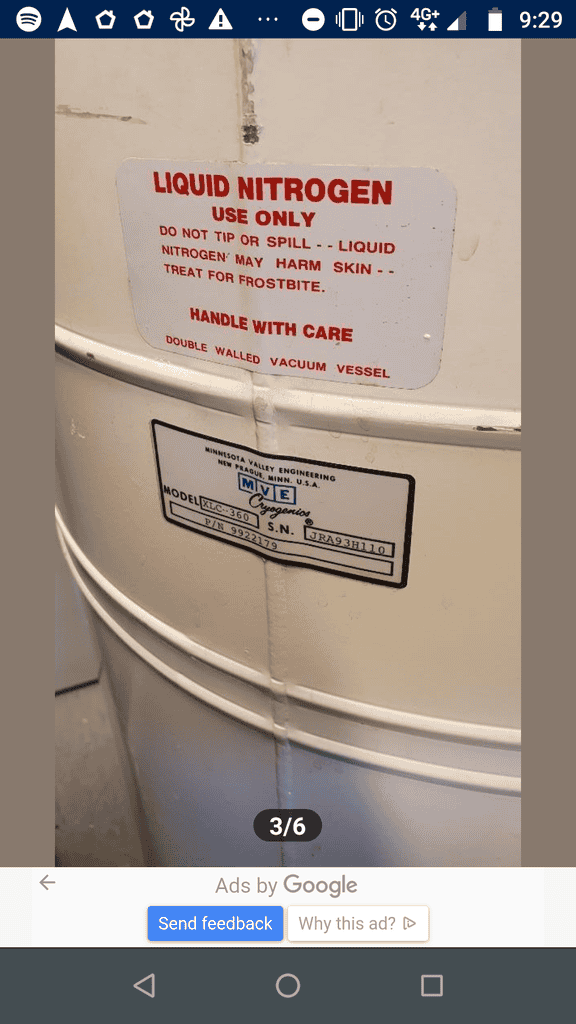 4G+
9:29
LIQUID NITROGEN
USE ONLY
DO NOT TIP OR SPILL - - LIQUID
NITROGEN MAY HARM SKIN - -
TREAT FOR FROSTBITE.
HANDLE WITH CARE
DOUBLE WALLED VACUUM VESSEL
MINNESOTA VALLEY ENGINEERING
NEW PRAGUE, MINN. U.S.A.
MVE
Cryogenics®
MODEL XLC-360 S.N. JRA93H110
P/N 9922179
3/6
Ads by Google
Send feedback Why this ad?